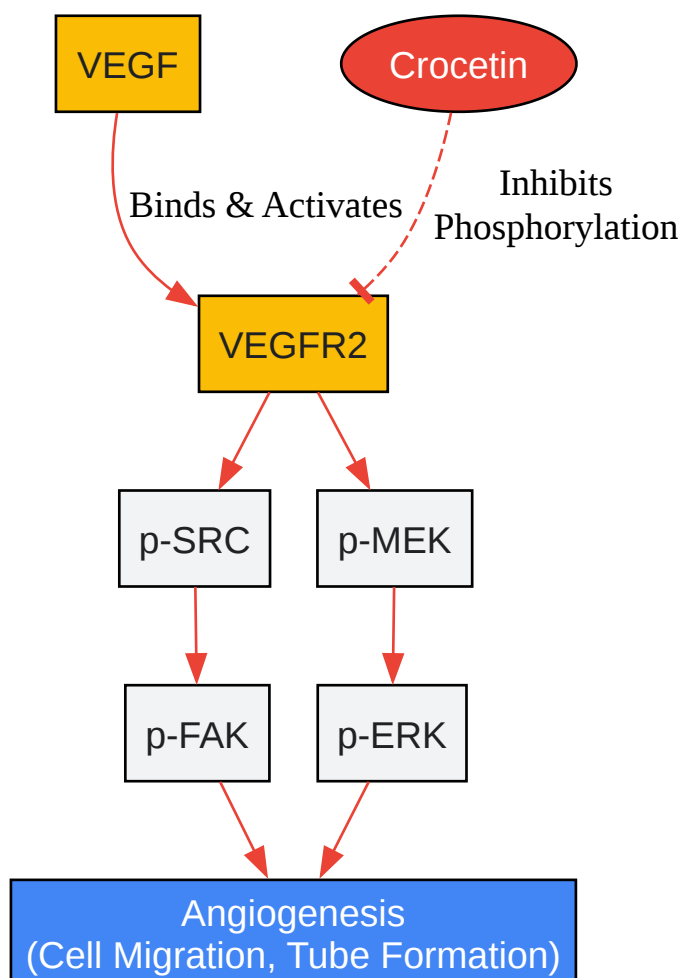 VEGF
Crocetin
Binds & Activates
Inhibits
Phosphorylation
VEGFR2
p-SRC
p-MEK
p-FAK
p-ERK
Angiogenesis
(Cell Migration, Tube Formation)